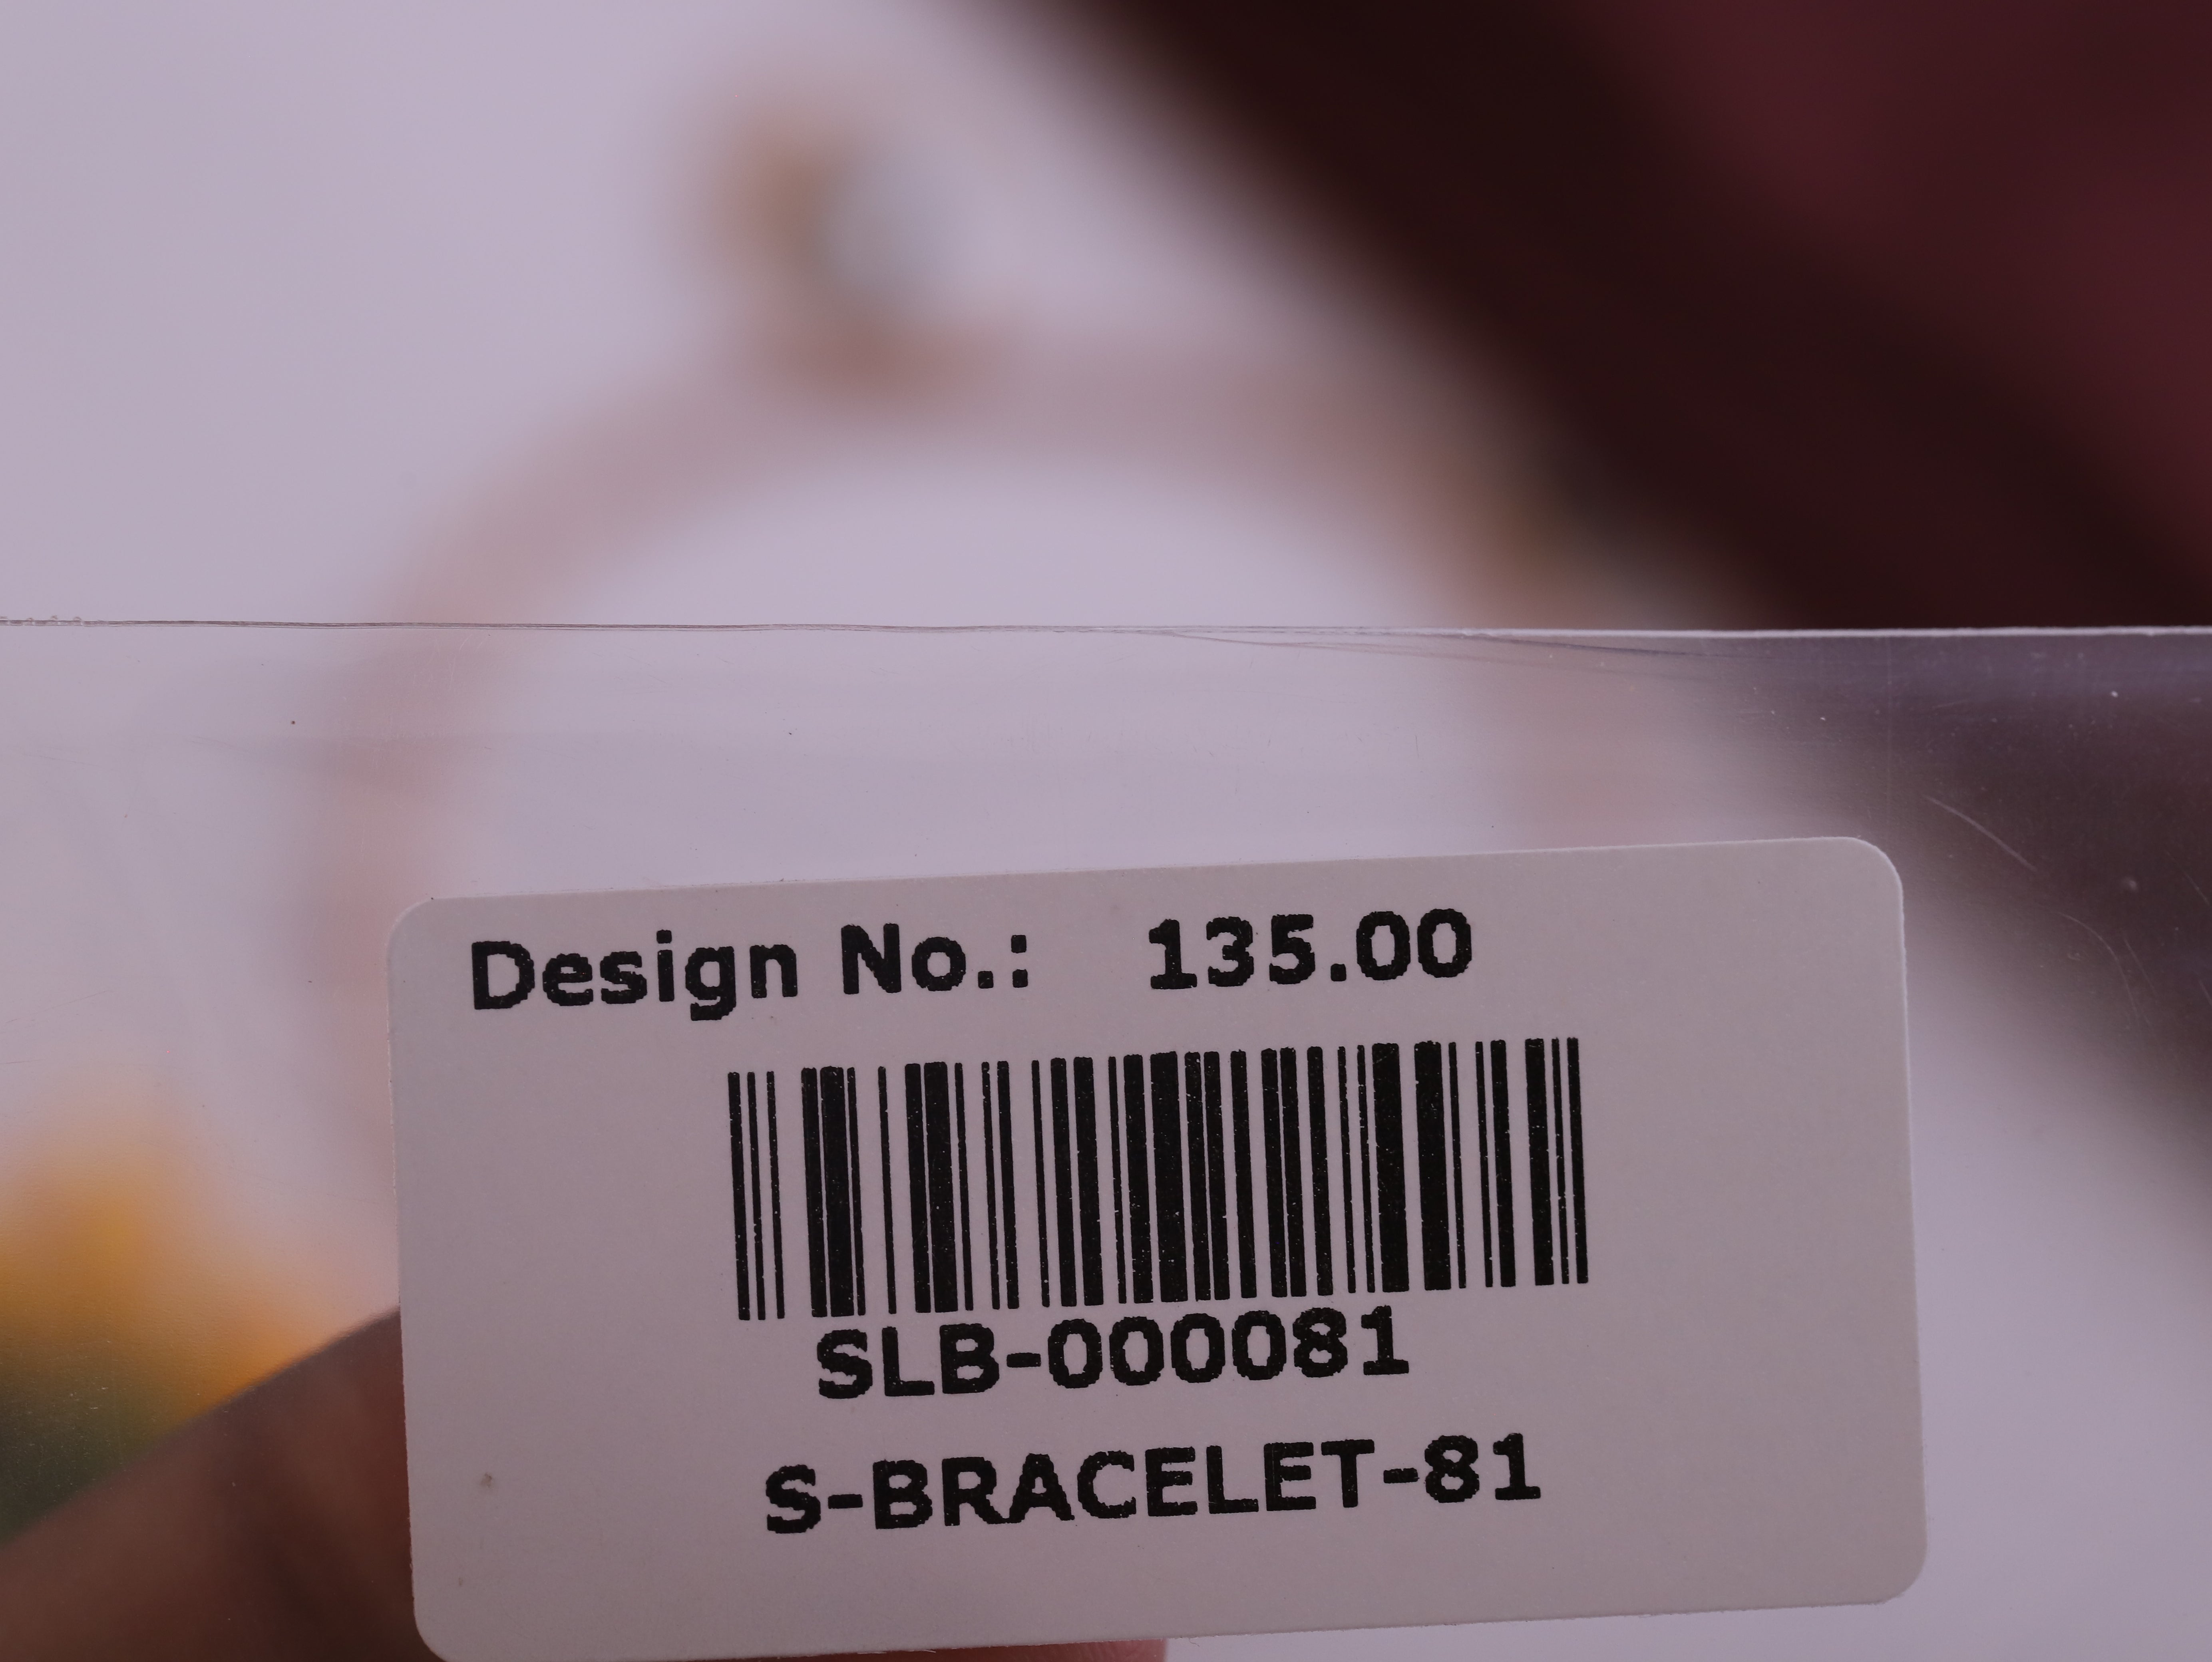 Design No.: 135.00
SLB-000081
S-BRACELET-81